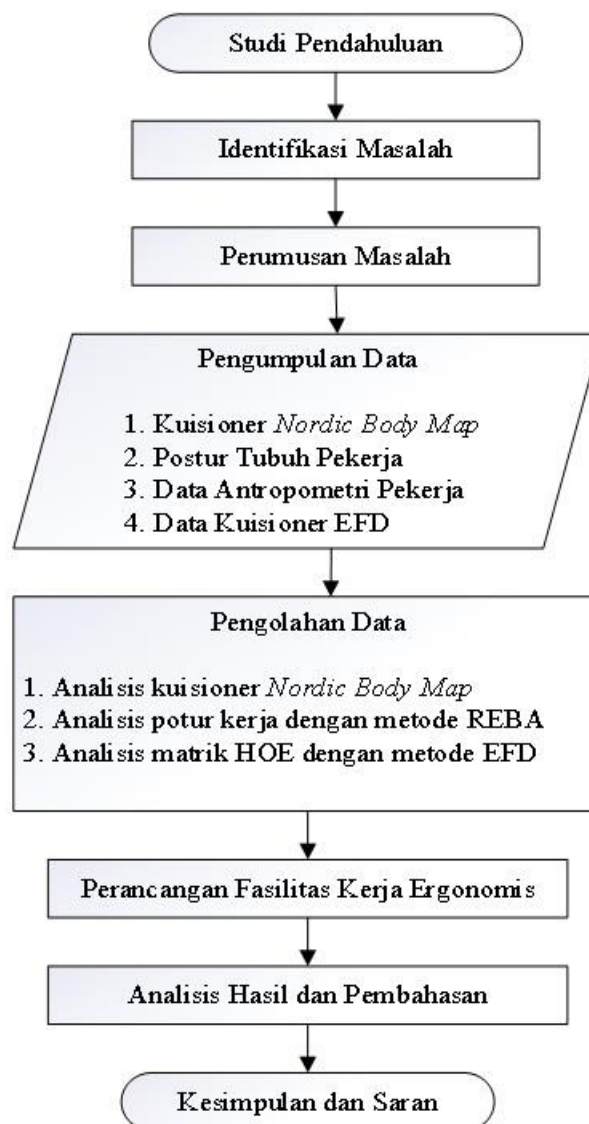 Studi Pendahuluan
Identifikasi Masalah
Perumusan Masalah
Pengumpulan Data
1. Kuisioner Nordic Body Map
2. Postur Tubuh Pekerja
3. Data Antropometri Pekerja
4. Data Kuisioner EFD
Pengolahan Data
1. Analisis kuisioner Nordic Body Map
2. Analisis potur kerja dengan metode REBA
3. Analisis matrik HOE dengan metode EFD
Perancangan Fasilitas Kerja Ergonomis
Analisis Hasil dan Pembahasan
Kesimpulan dan Saran